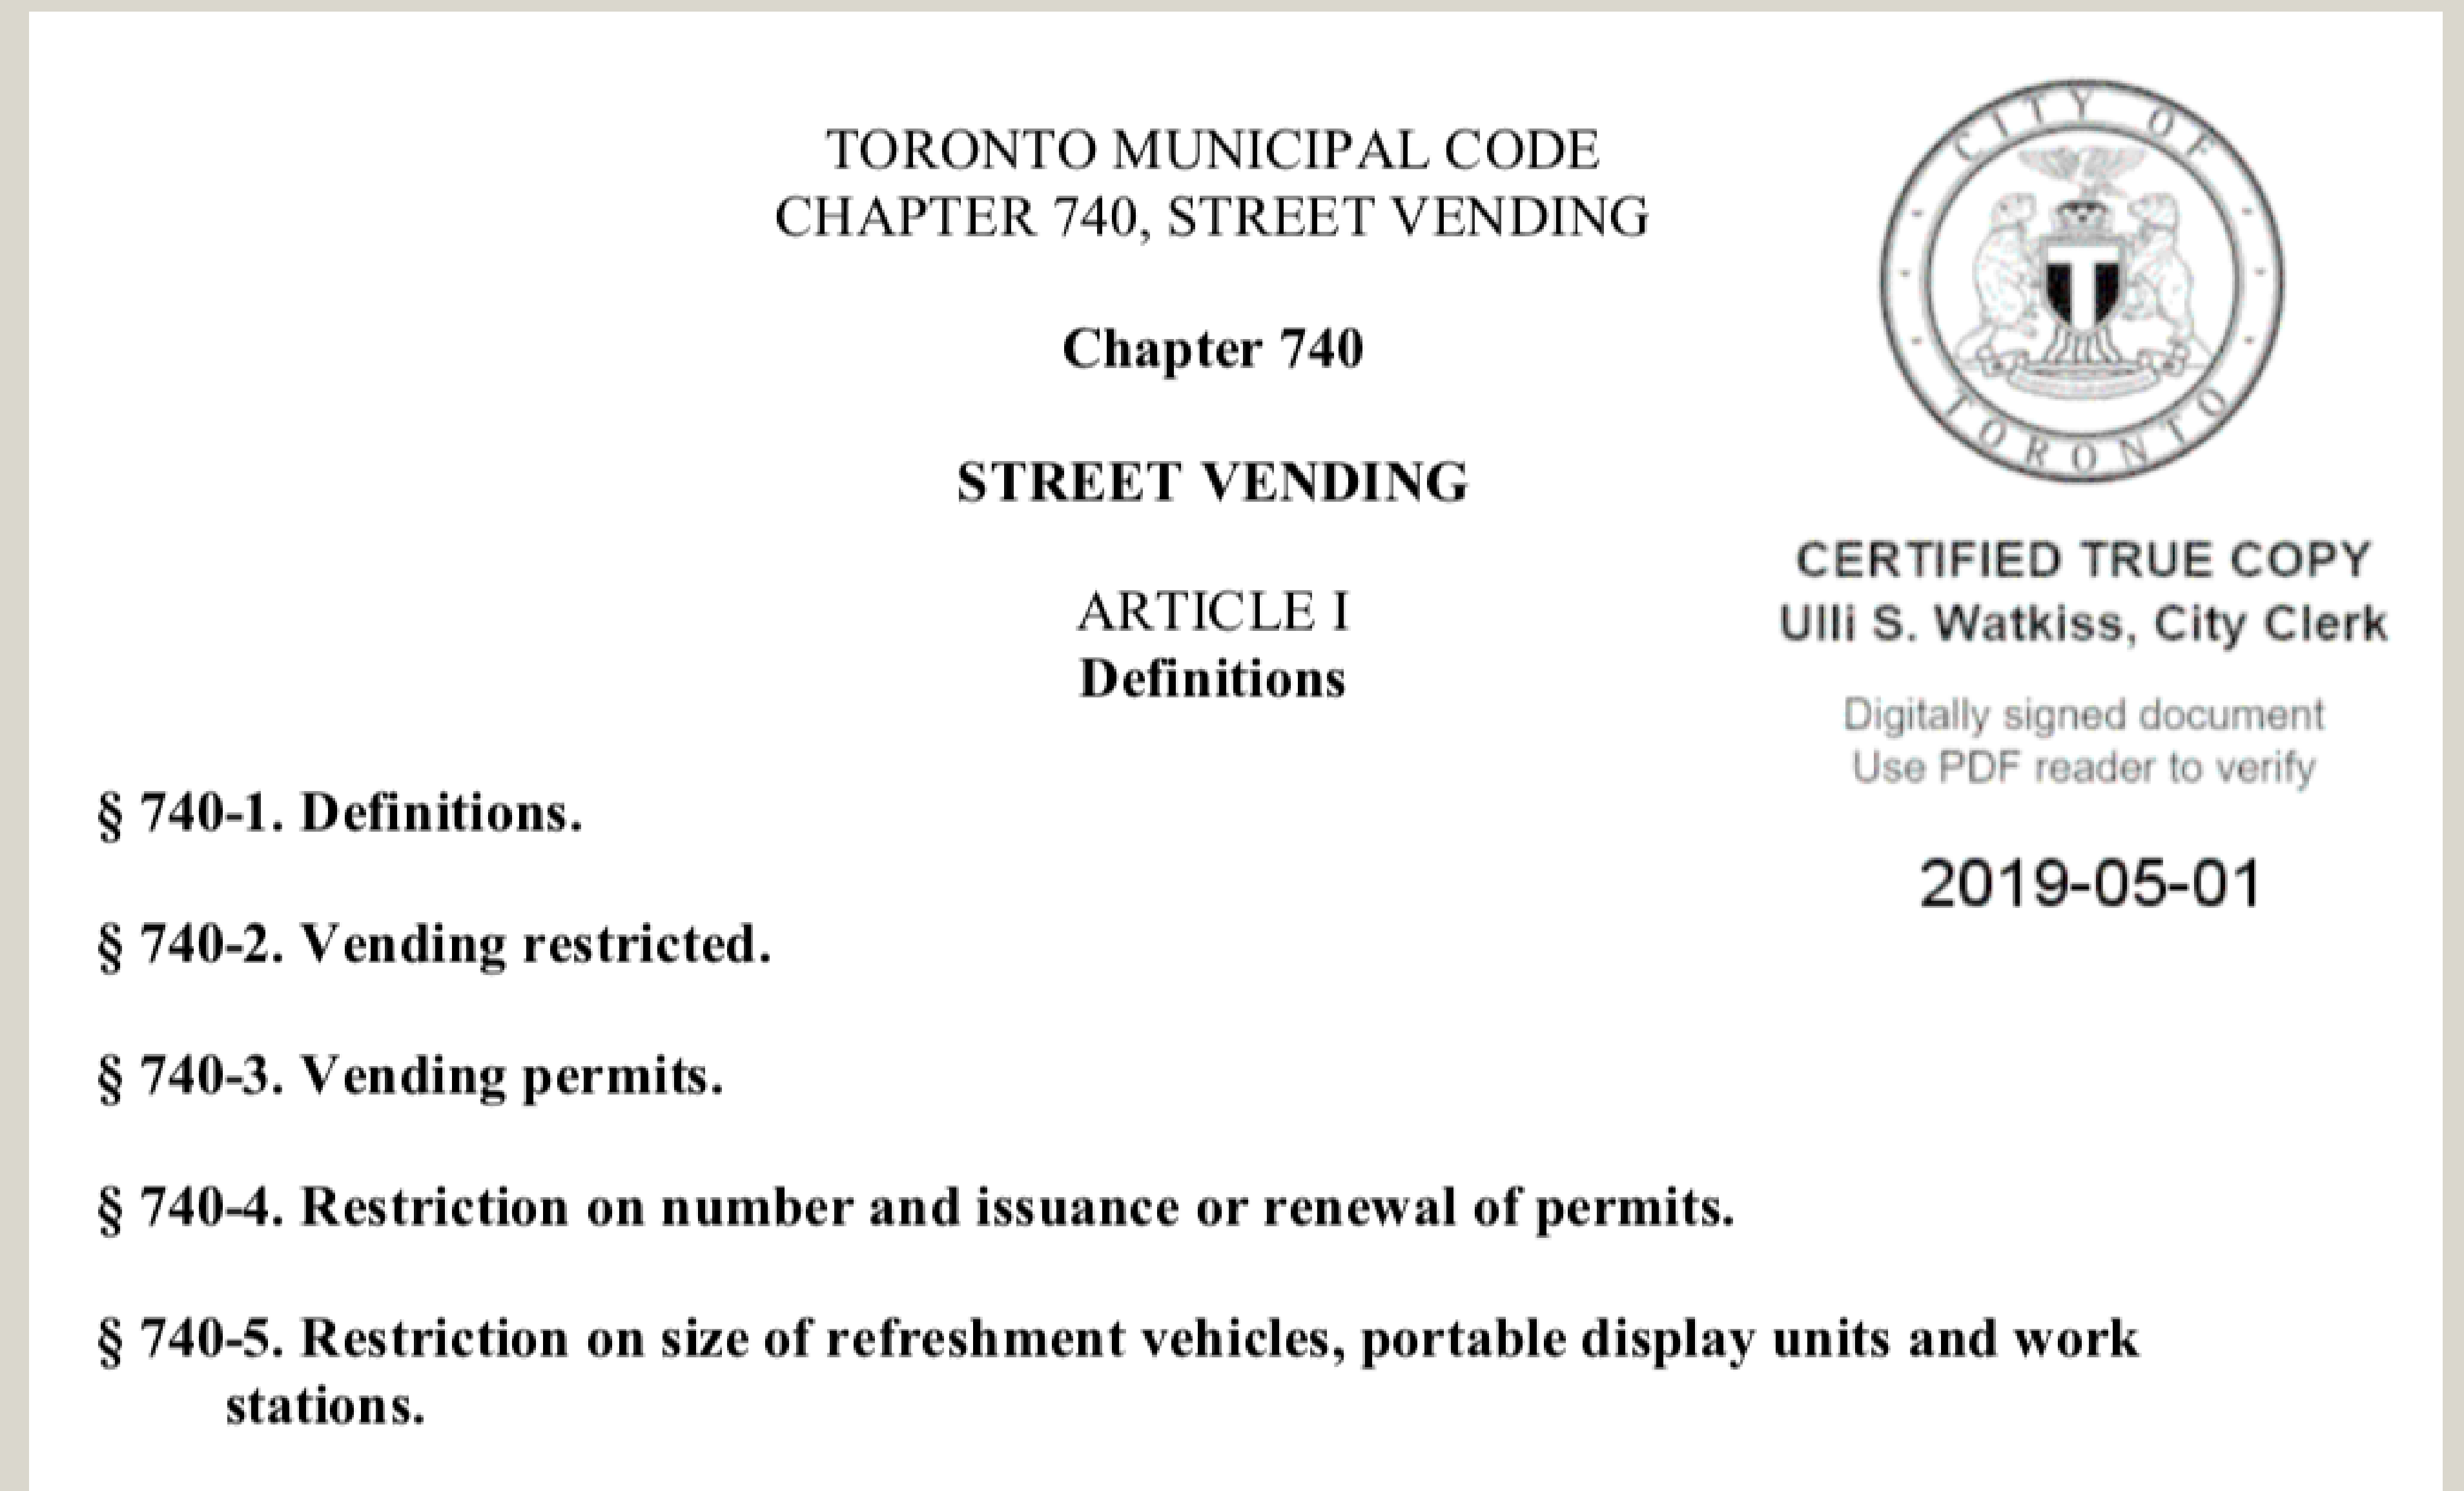 TORONTO MUNICIPAL CODE
CHAPTER 740, STREET VENDING
Chapter 740
STREET VENDING
ARTICLE I
Definitions
CITY OF
TORONTO
CERTIFIED TRUE COPY
Ulli S. Watkiss, City Clerk
Digitally signed document
Use PDF reader to verify
2019-05-01
§ 740-1. Definitions.
§ 740-2. Vending restricted.
§ 740-3. Vending permits.
§ 740-4. Restriction on number and issuance or renewal of permits.
§ 740-5. Restriction on size of refreshment vehicles, portable display units and work
stations.